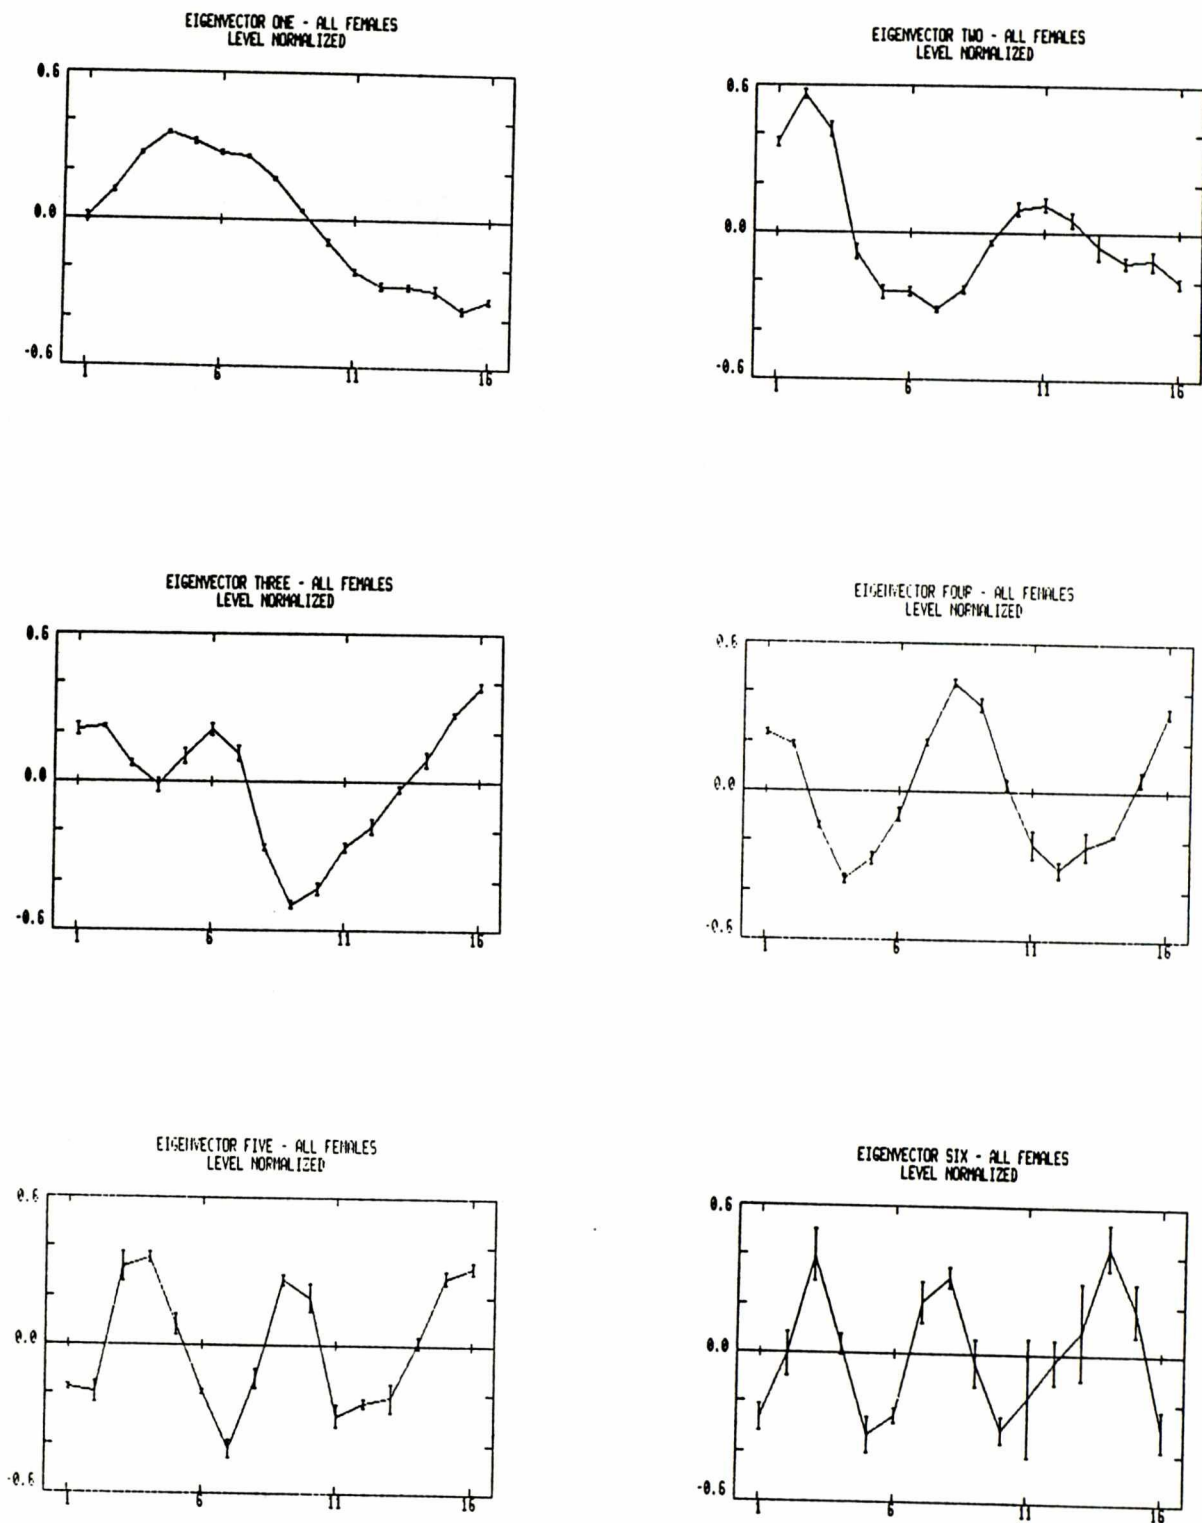 EIGENVECTOR ONE - ALL FEMALES
LEVEL NORMALIZED
0.6
0.0
-0.6
1 6 11 16
EIGENVECTOR TWO - ALL FEMALES
LEVEL NORMALIZED
0.6
0.0
-0.6
1 6 11 16
EIGENVECTOR THREE - ALL FEMALES
LEVEL NORMALIZED
0.6
0.0
-0.6
1 6 11 16
EIGENVECTOR FOUR - ALL FEMALES
LEVEL NORMALIZED
0.6
0.0
-0.6
1 6 11 16
EIGENVECTOR FIVE - ALL FEMALES
LEVEL NORMALIZED
0.6
0.0
-0.6
1 6 11 16
EIGENVECTOR SIX - ALL FEMALES
LEVEL NORMALIZED
0.6
0.0
-0.6
1 6 11 16